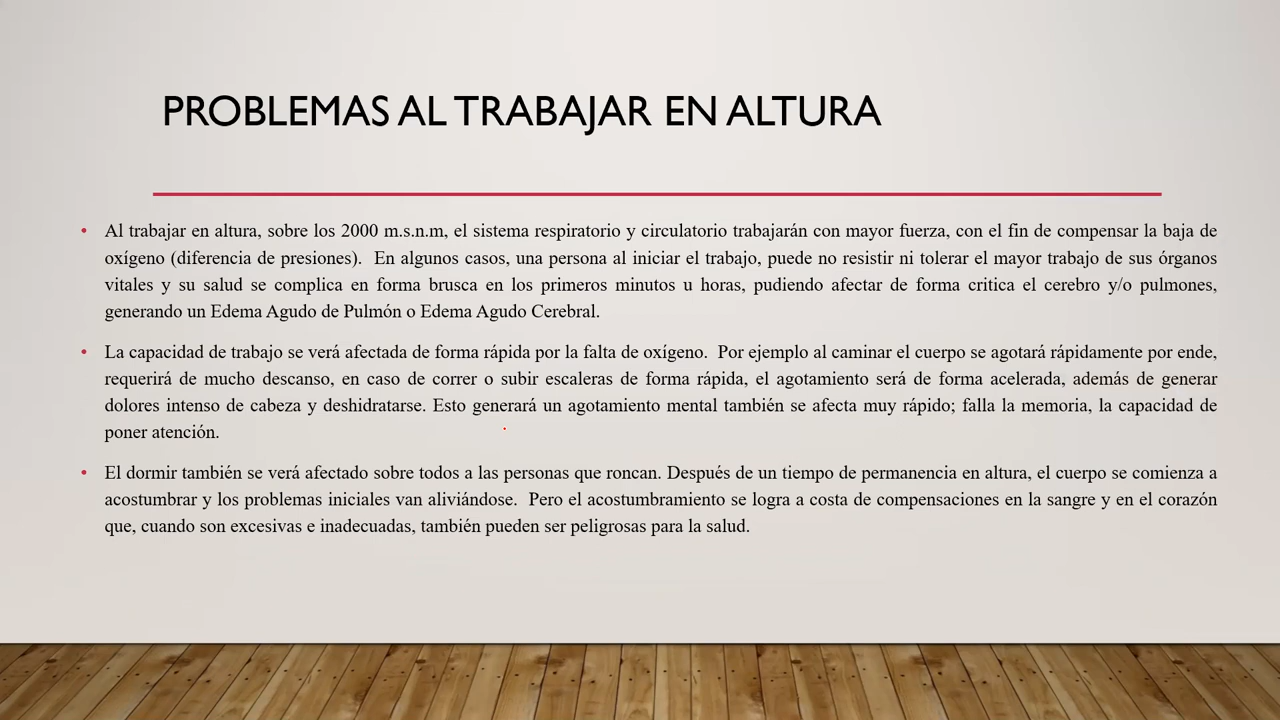 PROBLEMAS AL TRABAJAR EN ALTURA
• Al trabajar en altura, sobre los 2000 m.s.n.m, el sistema respiratorio y circulatorio trabajarán con mayor fuerza, con el fin de compensar la baja de
oxígeno (diferencia de presiones).  En algunos casos, una persona al iniciar el trabajo, puede no resistir ni tolerar el mayor trabajo de sus órganos
vitales y su salud se complica en forma brusca en los primeros minutos u horas, pudiendo afectar de forma critica el cerebro y/o pulmones,
generando un Edema Agudo de Pulmón o Edema Agudo Cerebral.
• La capacidad de trabajo se verá afectada de forma rápida por la falta de oxígeno.  Por ejemplo al caminar el cuerpo se agotará rápidamente por ende,
requerirá de mucho descanso, en caso de correr o subir escaleras de forma rápida, el agotamiento será de forma acelerada, además de generar
dolores intenso de cabeza y deshidratarse. Esto generará un agotamiento mental también se afecta muy rápido; falla la memoria, la capacidad de
poner atención.
• El dormir también se verá afectado sobre todos a las personas que roncan. Después de un tiempo de permanencia en altura, el cuerpo se comienza a
acostumbrar y los problemas iniciales van aliviándose.  Pero el acostumbramiento se logra a costa de compensaciones en la sangre y en el corazón
que, cuando son excesivas e inadecuadas, también pueden ser peligrosas para la salud.